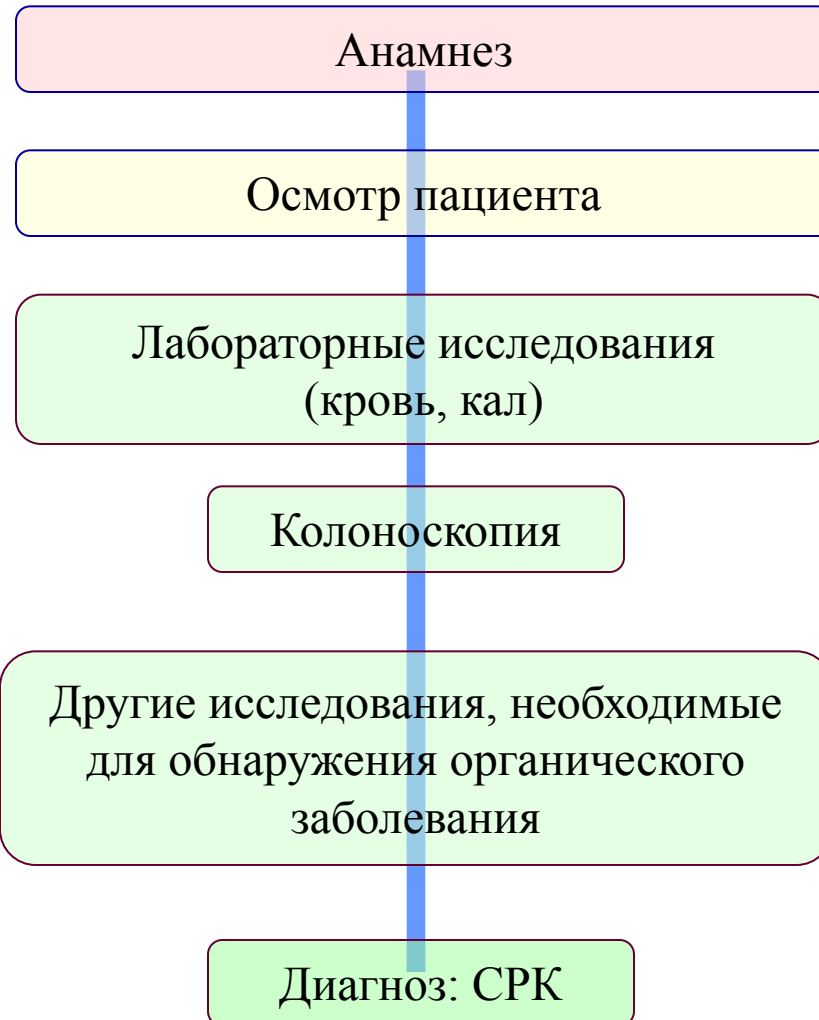 Анамнез
Осмотр пациента
Лабораторные исследования
(кровь, кал)
Колоноскопия
Другие исследования, необходимые
для обнаружения органического
заболевания
Диагноз: СРК